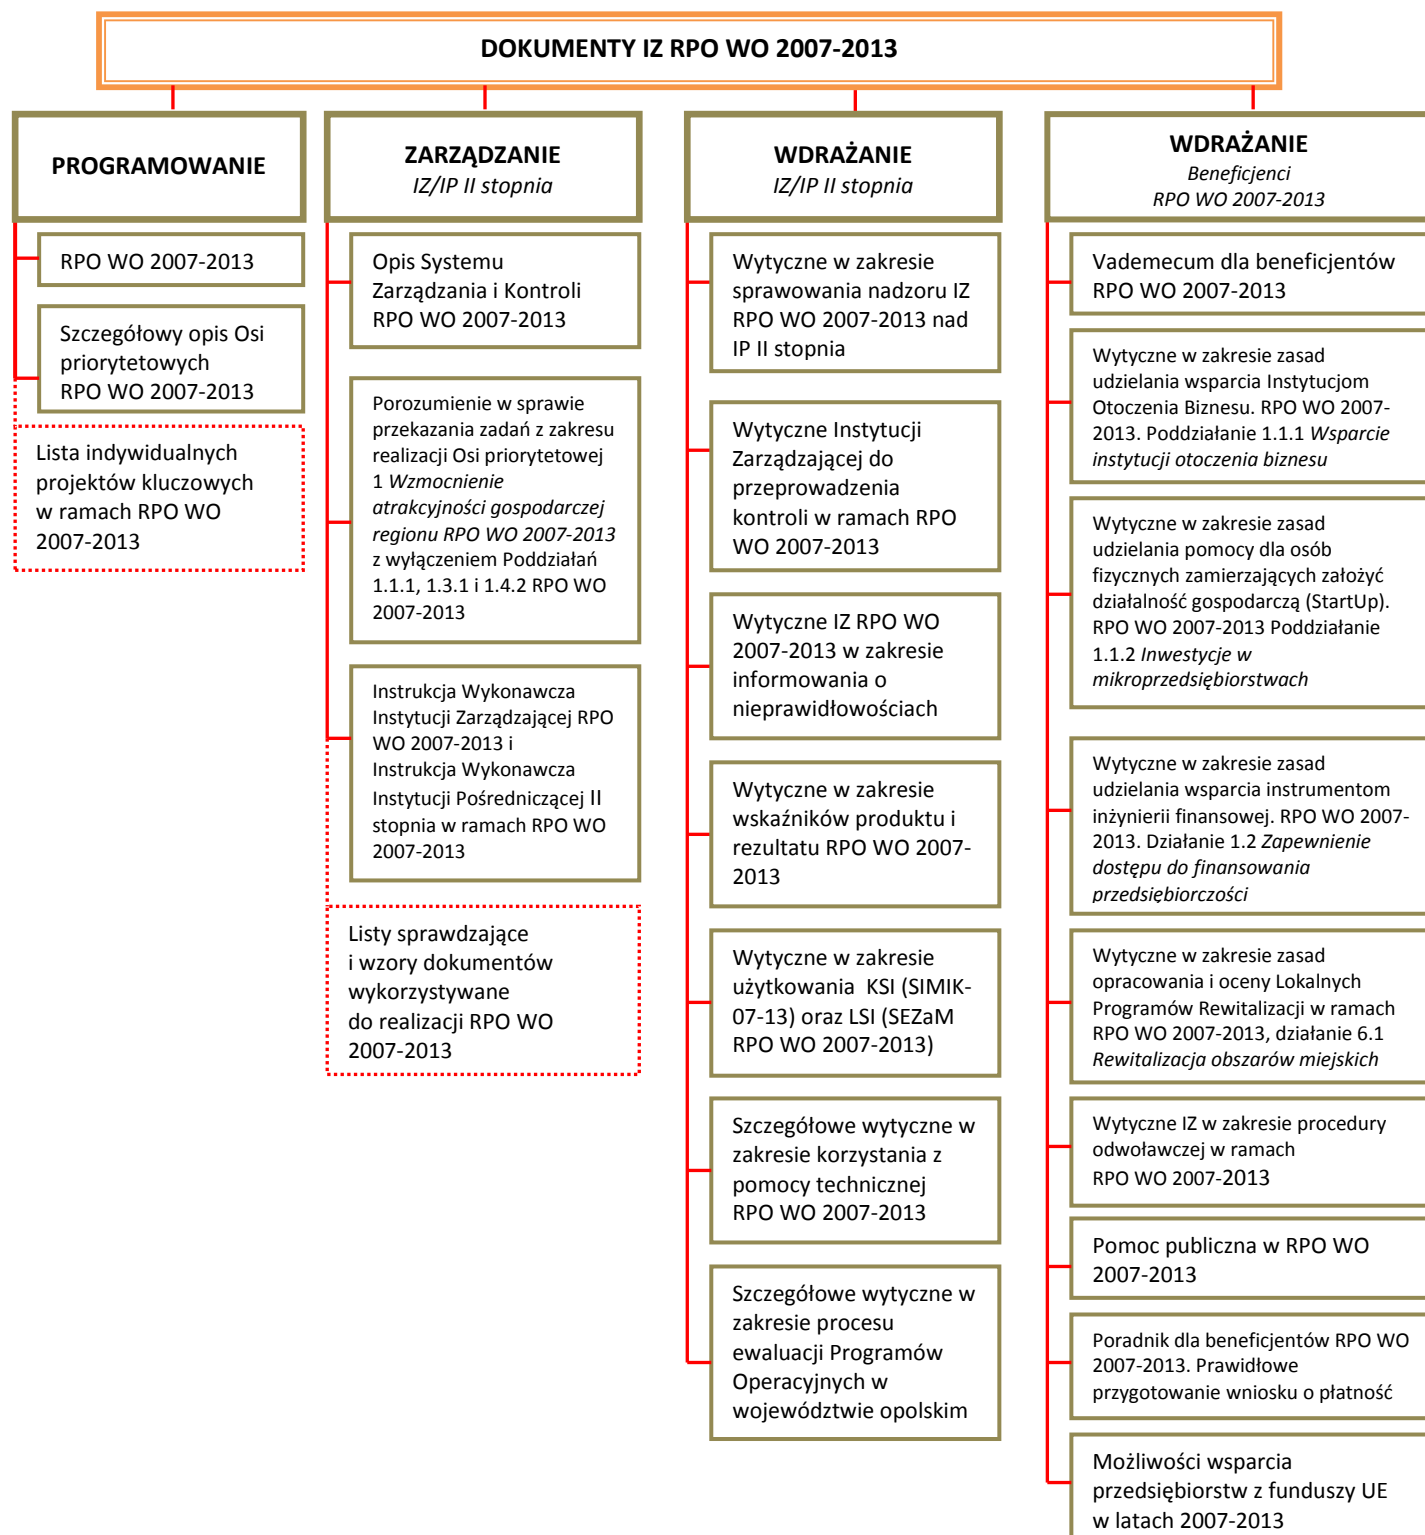 DOKUMENTY IZ RPO WO 2007-2013
PROGRAMOWANIE
RPO WO 2007-2013
Szczegółowy opis Osi
priorytetowych
RPO WO 2007-2013
Lista indywidualnych
projektów kluczowych
w ramach RPO WO
2007-2013
ZARZĄDZANIE
IZ/IP II stopnia
Opis Systemu
Zarządzania i Kontroli
RPO WO 2007-2013
Porozumienie w sprawie
przekazania zadań z zakresu
realizacji Osi priorytetowej
1 Wzmocnienie
atrakcyjności gospodarczej
regionu RPO WO 2007-2013
z wyłączeniem Poddziałań
1.1.1, 1.3.1 i 1.4.2 RPO WO
2007-2013
Instrukcja Wykonawcza
Instytucji Zarządzającej RPO
WO 2007-2013 i
Instrukcja Wykonawcza
Instytucji Pośredniczącej II
stopnia w ramach RPO WO
2007-2013
Listy sprawdzające
i wzory dokumentów
wykorzystywane
do realizacji RPO WO
2007-2013
WDRAŻANIE
IZ/IP II stopnia
Wytyczne w zakresie
sprawowania nadzoru IZ
RPO WO 2007-2013 nad
IP II stopnia
Wytyczne Instytucji
Zarządzającej do
przeprowadzenia
kontroli w ramach RPO
WO 2007-2013
Wytyczne IZ RPO WO
2007-2013 w zakresie
informowania o
nieprawidłowościach
Wytyczne w zakresie
wskaźników produktu i
rezultatu RPO WO 2007-
2013
Wytyczne w zakresie
użytkowania KSI (SIMIK-
07-13) oraz LSI (SEZaM
RPO WO 2007-2013)
Szczegółowe wytyczne w
zakresie korzystania z
pomocy technicznej
RPO WO 2007-2013
Szczegółowe wytyczne w
zakresie procesu
ewaluacji Programów
Operacyjnych w
województwie opolskim
WDRAŻANIE
Beneficjenci
RPO WO 2007-2013
Vademecum dla beneficjentów
RPO WO 2007-2013
Wytyczne w zakresie zasad
udzielania wsparcia Instytucjom
Otoczenia Biznesu. RPO WO 2007-
2013. Poddziałanie 1.1.1 Wsparcie
instytucji otoczenia biznesu
Wytyczne w zakresie zasad
udzielania pomocy dla osób
fizycznych zamierzających założyć
działalność gospodarczą (StartUp).
RPO WO 2007-2013 Poddziałanie
1.1.2 Inwestycje w
mikroprzedsiębiorstwach
Wytyczne w zakresie zasad
udzielania wsparcia instrumentom
inżynierii finansowej. RPO WO 2007-
2013. Działanie 1.2 Zapewnienie
dostępu do finansowania
przedsiębiorczości
Wytyczne w zakresie zasad
opracowania i oceny Lokalnych
Programów Rewitalizacji w ramach
RPO WO 2007-2013, działanie 6.1
Rewitalizacja obszarów miejskich
Wytyczne IZ w zakresie procedury
odwoławczej w ramach
RPO WO 2007-2013
Pomoc publiczna w RPO WO
2007-2013
Poradnik dla beneficjentów RPO WO
2007-2013. Prawidłowe
przygotowanie wniosku o płatność
Możliwości wsparcia
przedsiębiorstw z funduszy UE
w latach 2007-2013